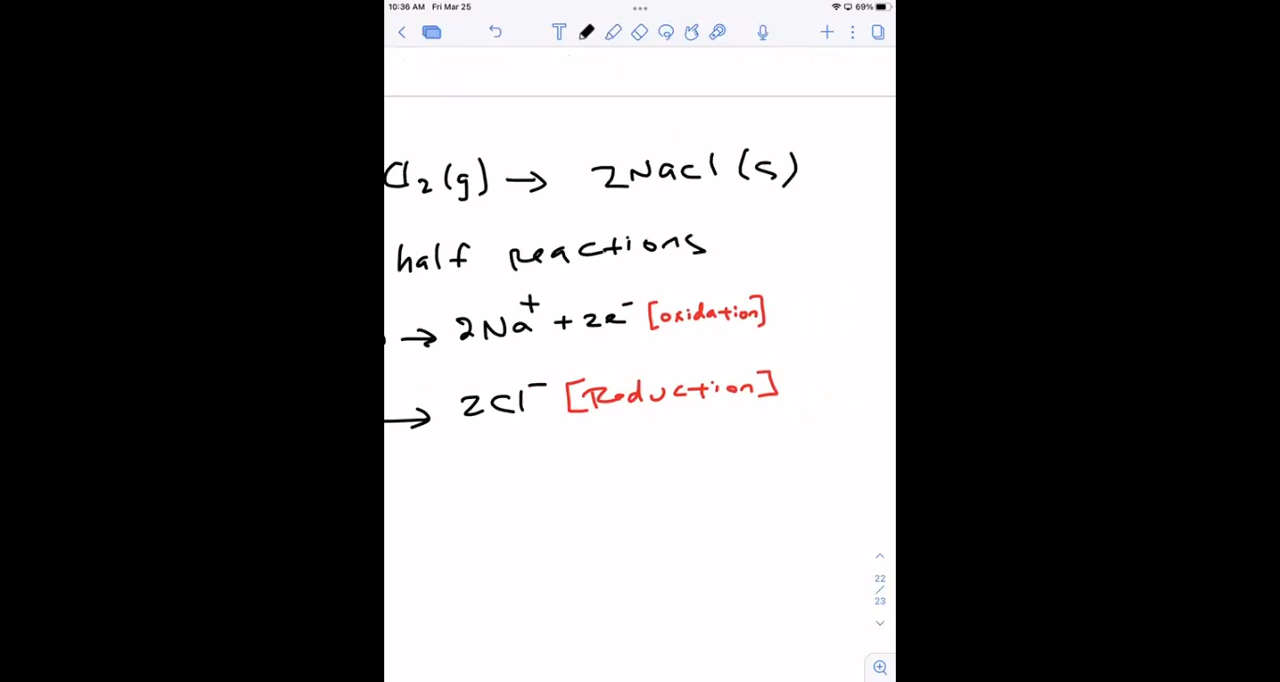 10:36 AM Fri Mar 25
69%
Cl₂(g) → 2NaCl (s)
half reactions
→ 2Na⁺ + 2e⁻ [oxidation]
→ 2Cl⁻ [Reduction]
22
/
23